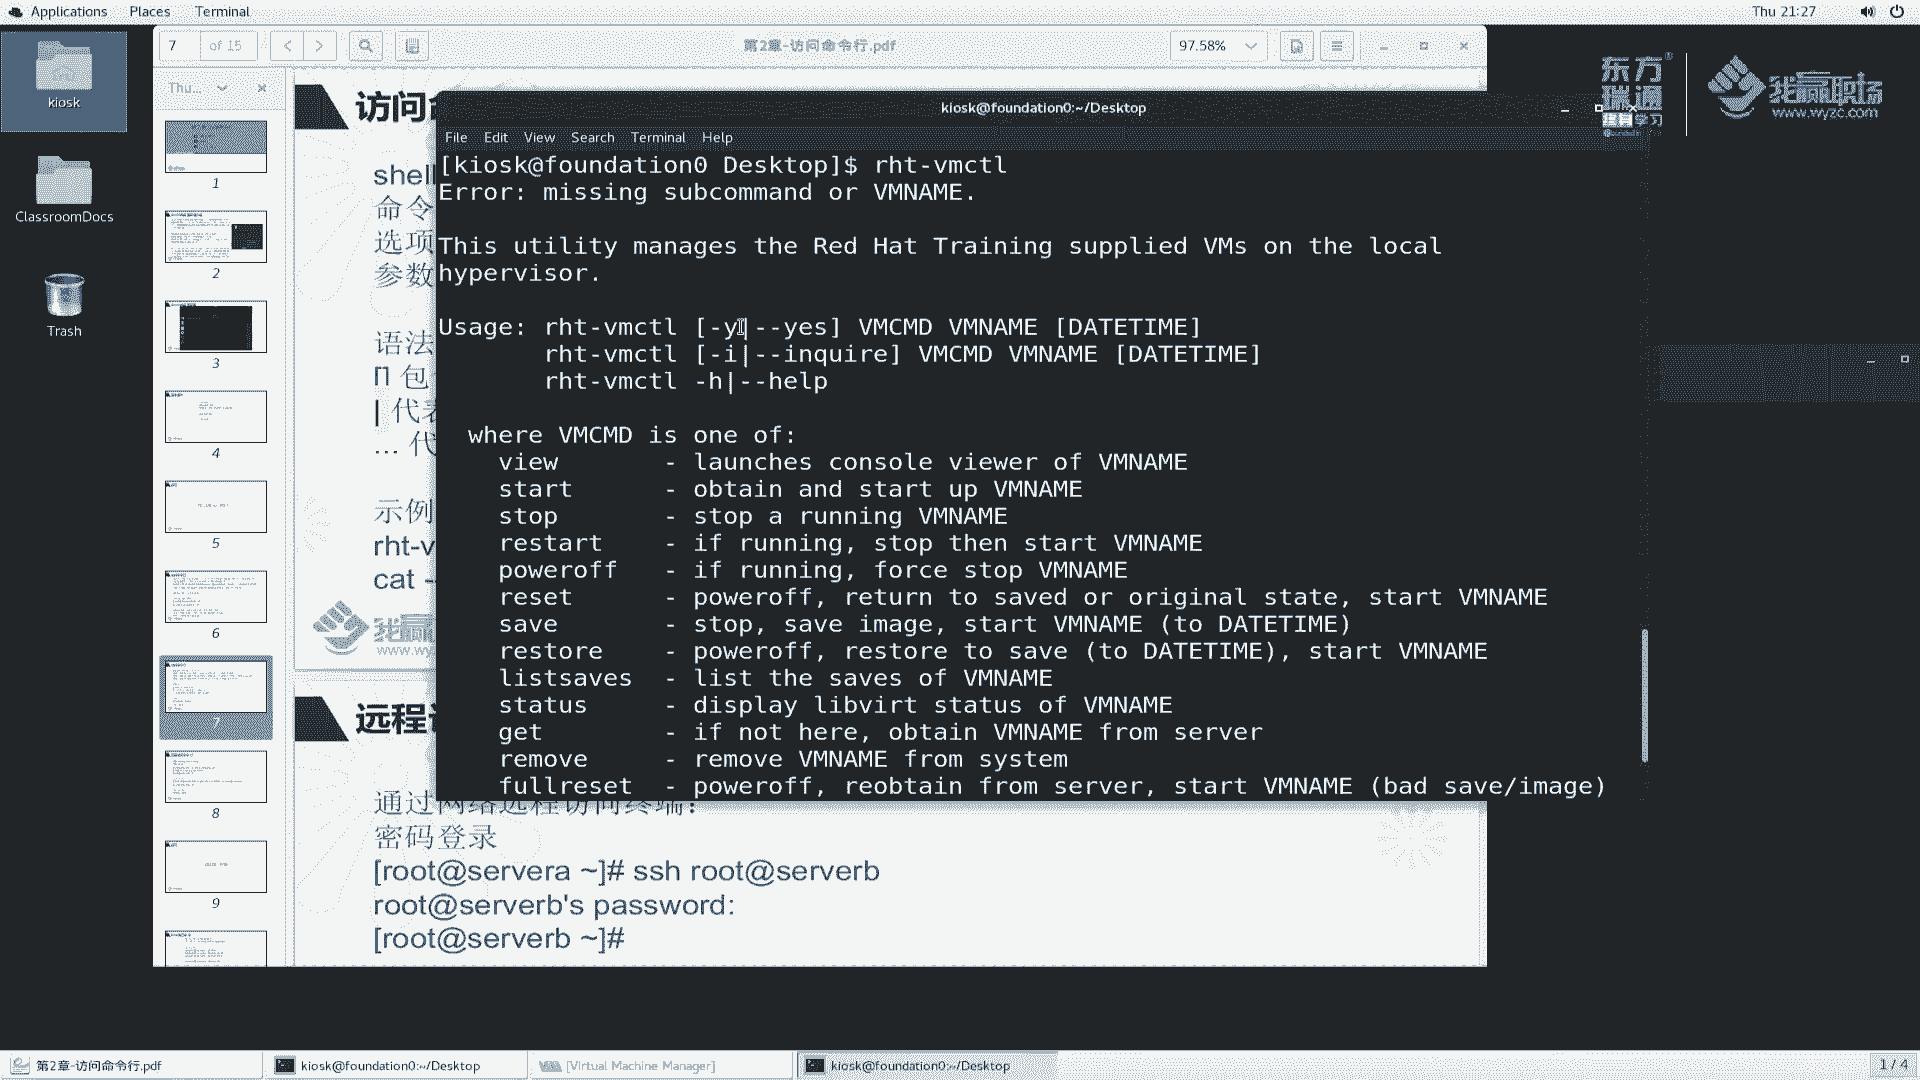 Applications Places Terminal
Thu 21:27
kiosk
ClassroomDocs
Trash
7 of 15
第2章-访问命令行.pdf
97.58%
Thu...
1
2
3
4
5
6
7
8
9
东方
瑞通
终身学习
我赢职场
www.wyzc.com
访问
shell
命令
选项
参数
语法
[] 包
| 代表
... 代
示例
rht-v
cat -
kiosk@foundation0:~/Desktop
File Edit View Search Terminal Help
[kiosk@foundation0 Desktop]$ rht-vmctl
Error: missing subcommand or VMNAME.
This utility manages the Red Hat Training supplied VMs on the local
hypervisor.
Usage: rht-vmctl [-y|--yes] VMCMD VMNAME [DATETIME]
rht-vmctl [-i|--inquire] VMCMD VMNAME [DATETIME]
rht-vmctl -h|--help
where VMCMD is one of:
view - launches console viewer of VMNAME
start - obtain and start up VMNAME
stop - stop a running VMNAME
restart - if running, stop then start VMNAME
poweroff - if running, force stop VMNAME
reset - poweroff, return to saved or original state, start VMNAME
save - stop, save image, start VMNAME (to DATETIME)
restore - poweroff, restore to save (to DATETIME), start VMNAME
listsaves - list the saves of VMNAME
status - display libvirt status of VMNAME
get - if not here, obtain VMNAME from server
remove - remove VMNAME from system
fullreset - poweroff, reobtain from server, start VMNAME (bad save/image)
远程
通过网络远程访问终端:
密码登录
[root@servera ~]# ssh root@serverb
root@serverb's password:
[root@serverb ~]#
第2章-访问命令行.pdf
kiosk@foundation0:~/Desktop
[Virtual Machine Manager]
kiosk@foundation0:~/Desktop
1 / 4